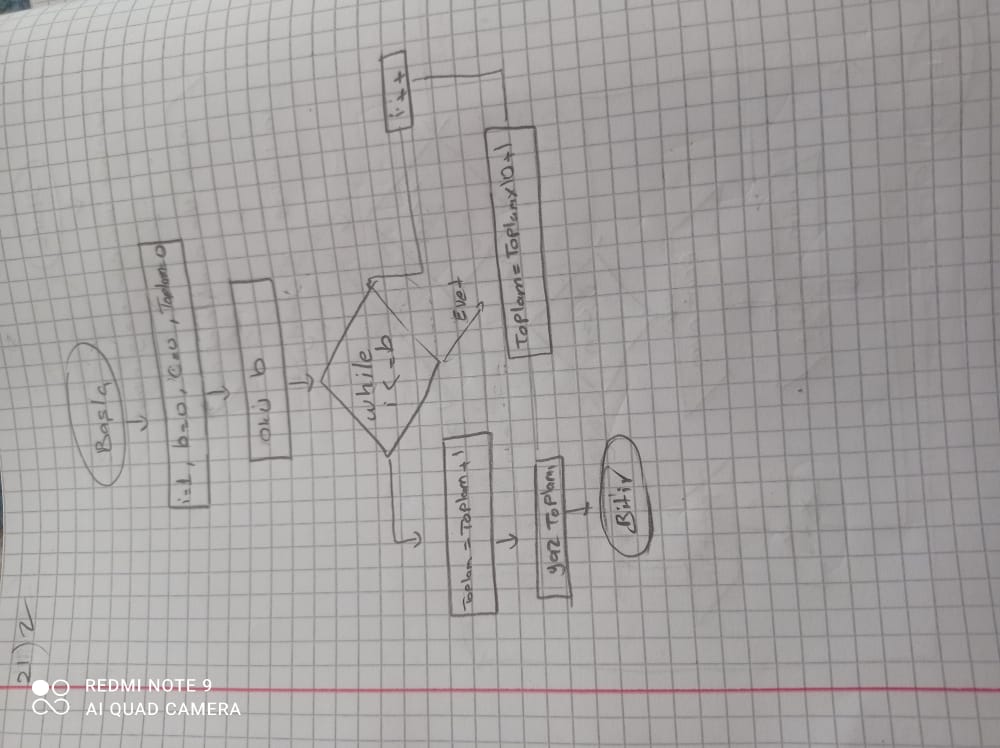 21) 2
Başla
i=1, b=0, c=0, Toplam=0
Oku b
while
i<=b
Evet
i++
Toplam=Toplamx10+1
Toplam=Toplam+1
yaz Toplam
Bitir
REDMI NOTE 9
AI QUAD CAMERA